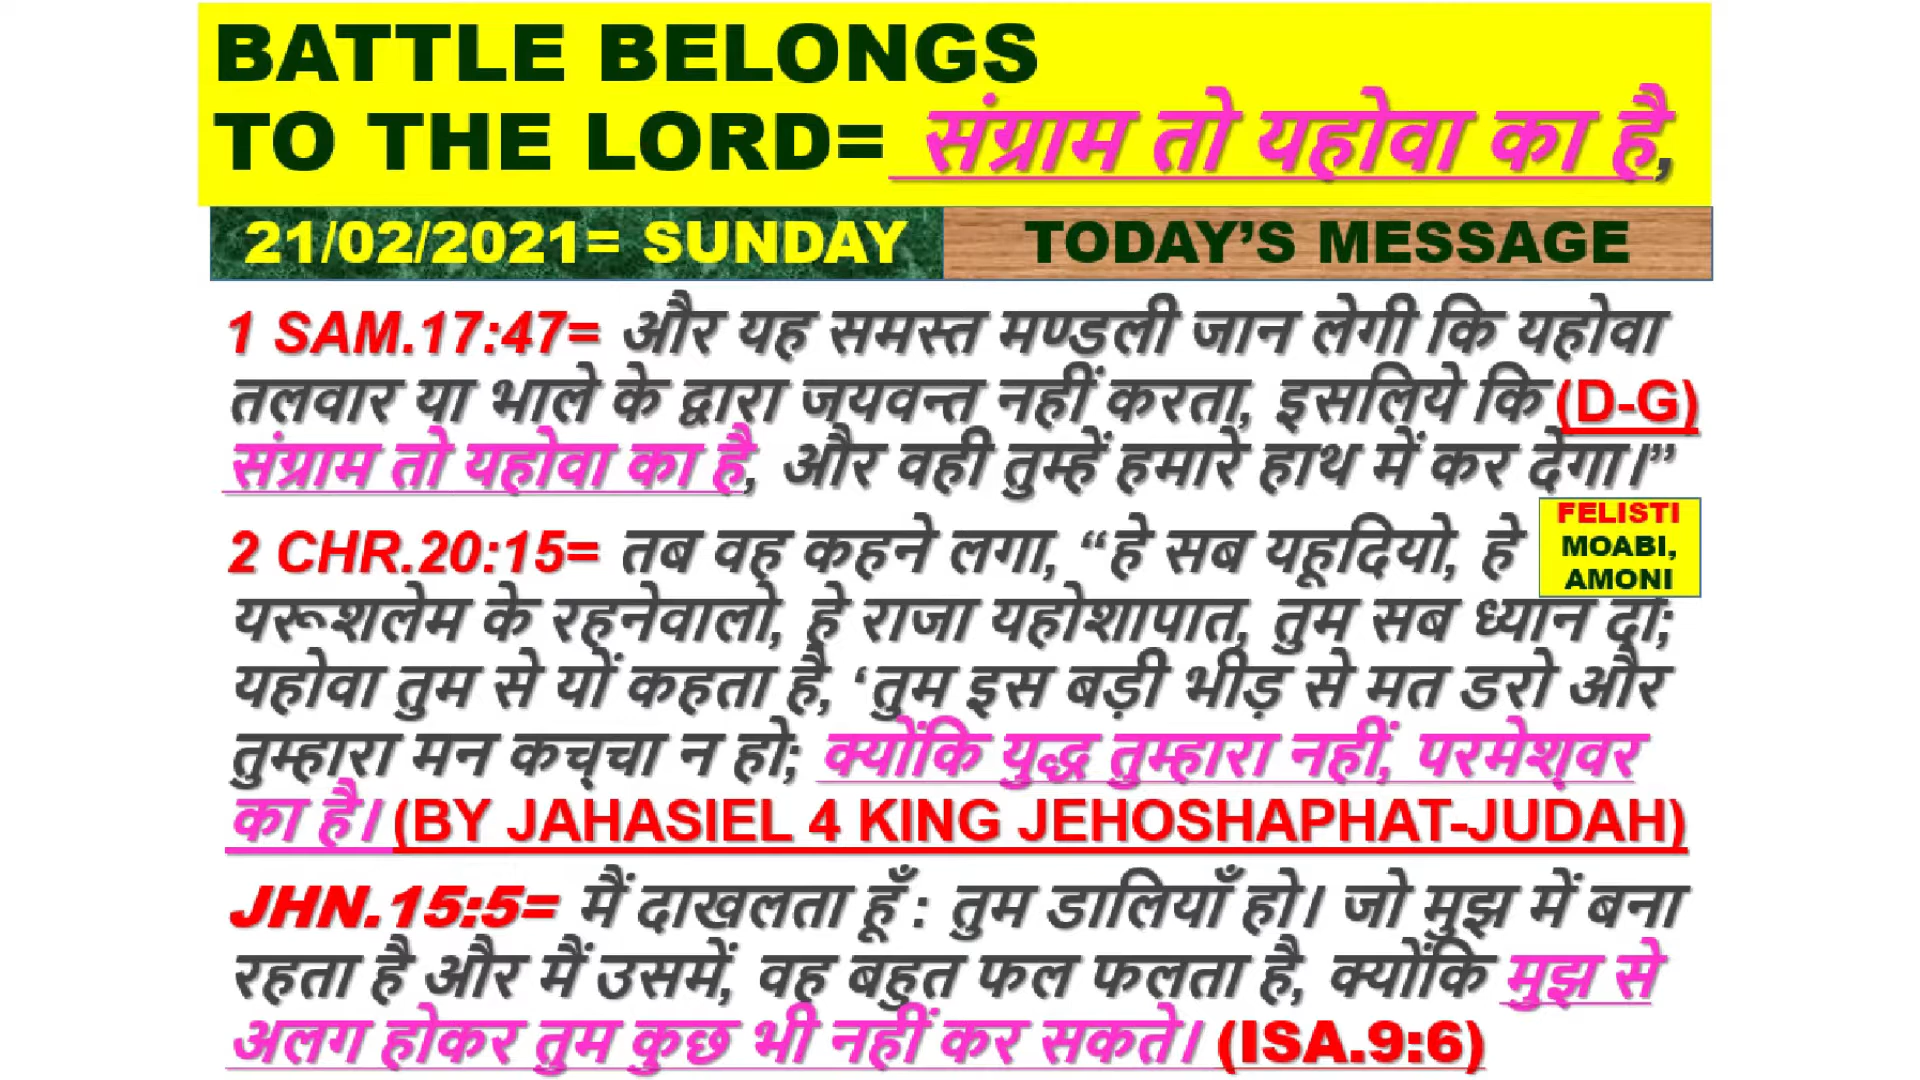 BATTLE BELONGS
TO THE LORD= संग्राम तो यहोवा का है,
21/02/2021= SUNDAY
TODAY’S MESSAGE
1 SAM.17:47= और यह समस्त मण्डली जान लेगी कि यहोवा
तलवार या भाले के द्वारा जयवन्त नहीं करता, इसलिये कि (D-G)
संग्राम तो यहोवा का है, और वही तुम्हें हमारे हाथ में कर देगा।”
2 CHR.20:15= तब वह कहने लगा, “हे सब यहूदियो, हे
FELISTI
MOABI,
AMONI
यरूशलेम के रहनेवालो, हे राजा यहोशापात, तुम सब ध्यान दो;
यहोवा तुम से यों कहता है, ‘तुम इस बड़ी भीड़ से मत डरो और
तुम्हारा मन कच्‍चा न हो; क्योंकि युद्ध तुम्हारा नहीं, परमेश्‍वर
का है। (BY JAHASIEL 4 KING JEHOSHAPHAT-JUDAH)
JHN.15:5= मैं दाखलता हूँ : तुम डालियाँ हो। जो मुझ में बना
रहता है और मैं उसमें, वह बहुत फल फलता है, क्योंकि मुझ से
अलग होकर तुम कुछ भी नहीं कर सकते। (ISA.9:6)